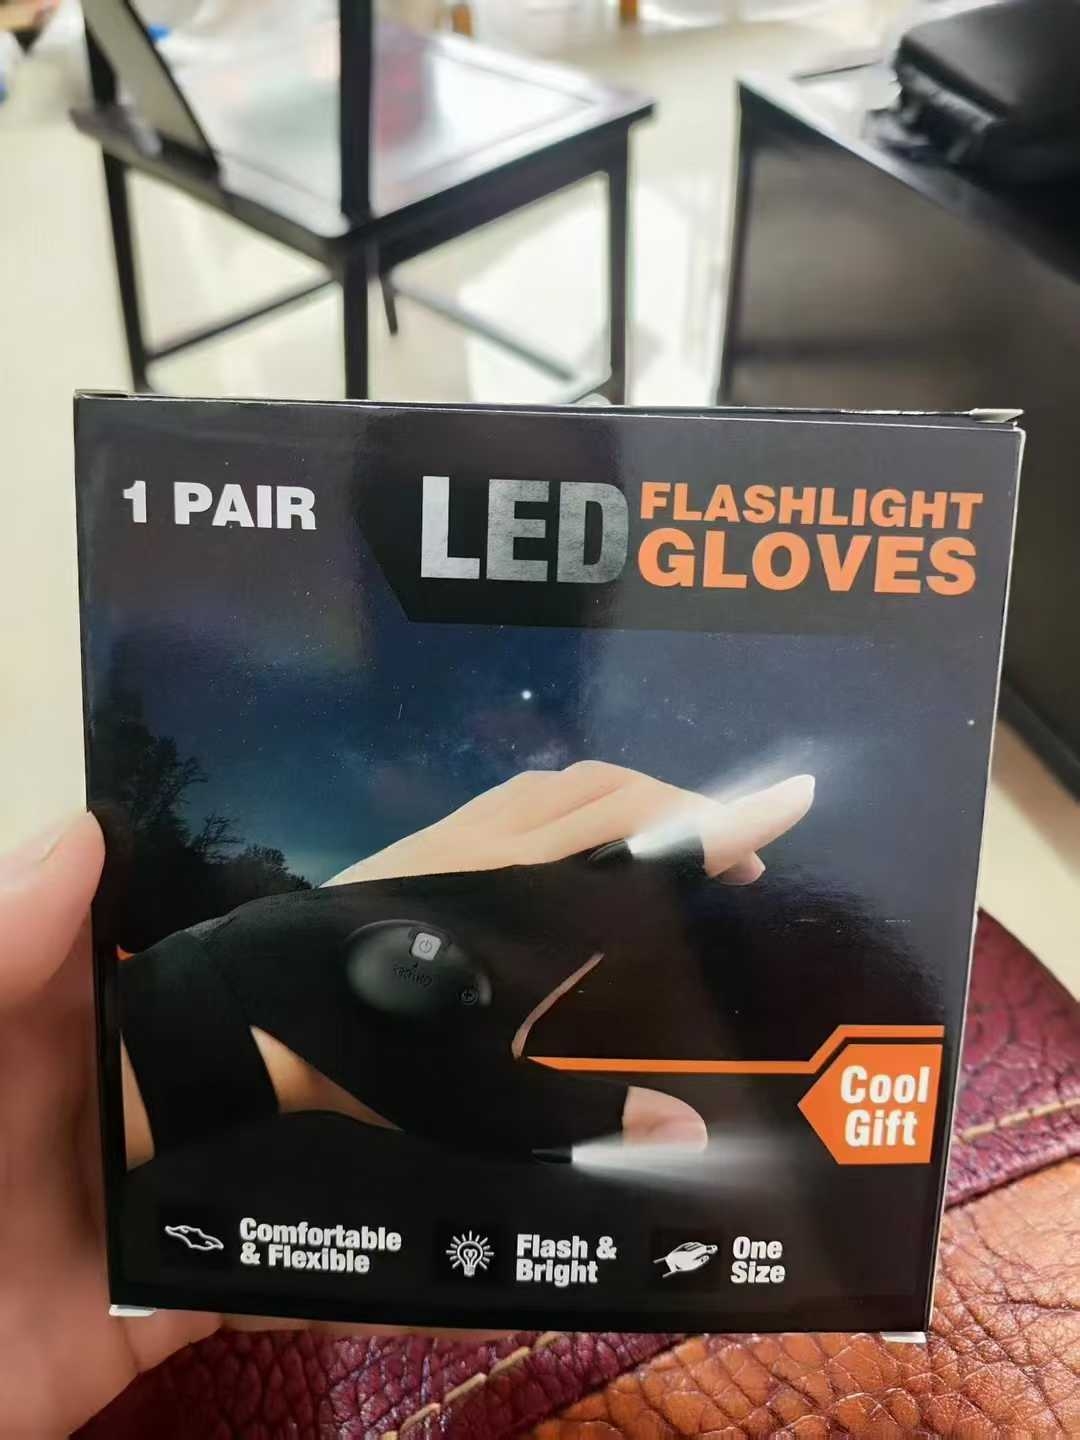 1 PAIR
LED FLASHLIGHT
GLOVES
Cool
Gift
Comfortable
& Flexible
Flash &
Bright
One
Size